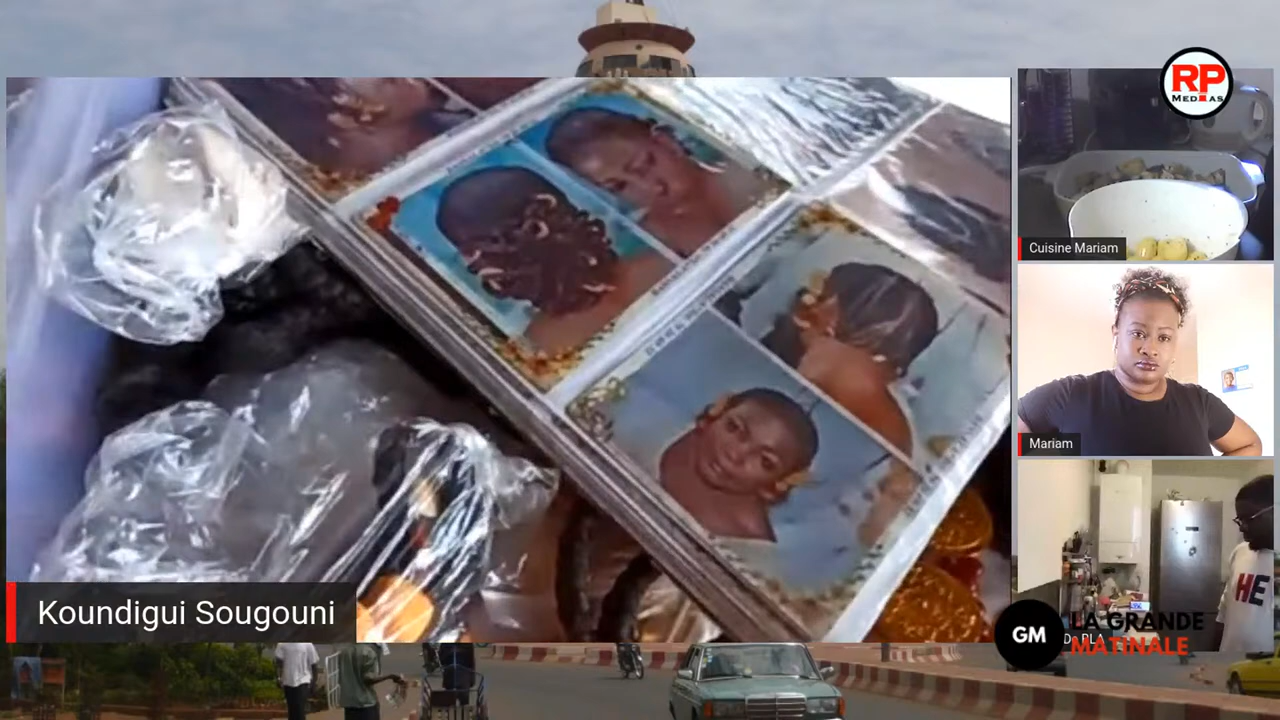 RP
MEDIAS
Cuisine Mariam
Mariam
HE
Koundigui Sougouni
GM
LA GRANDE
MATINALE